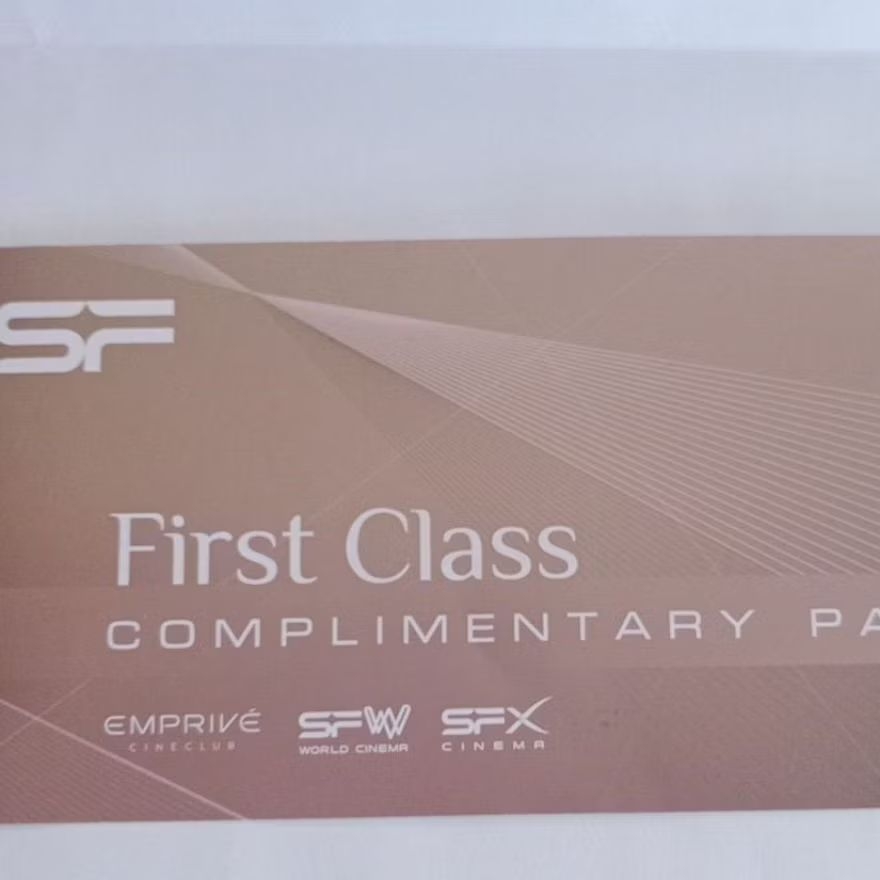 SF
First Class
COMPLIMENTARY PA
EMPRIVÉ
CINECLUB
SFW
WORLD CINEMA
SFX
CINEMA